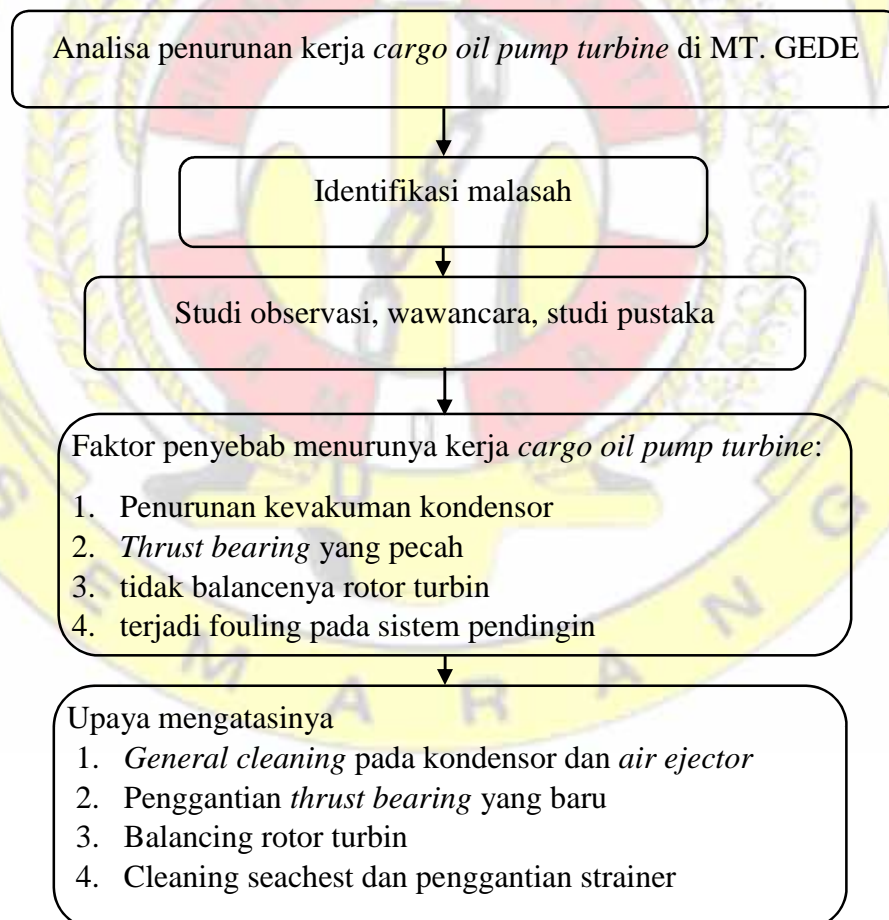 Analisa penurunan kerja cargo oil pump turbine di MT. GEDE
Identifikasi malasah
Studi observasi, wawancara, studi pustaka
Faktor penyebab menurunya kerja cargo oil pump turbine:
1. Penurunan kevakuman kondensor
2. Thrust bearing yang pecah
3. tidak balancenya rotor turbin
4. terjadi fouling pada sistem pendingin
Upaya mengatasinya
1. General cleaning pada kondensor dan air ejector
2. Penggantian thrust bearing yang baru
3. Balancing rotor turbin
4. Cleaning seachest dan penggantian strainer
SEMARANG